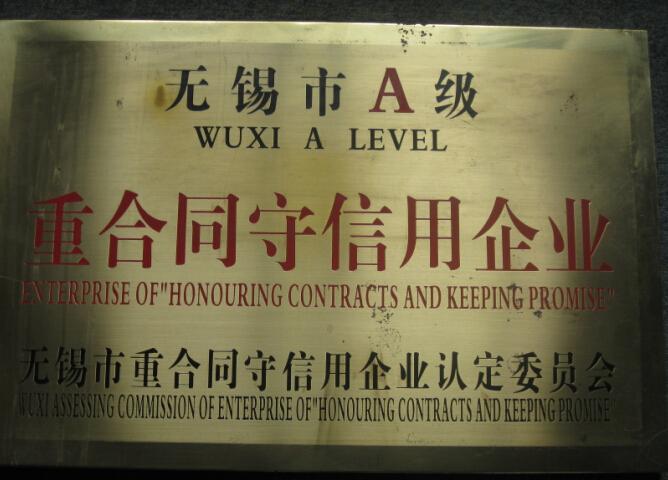 无锡市A级
WUXI A LEVEL
重合同守信用企业
ENTERPRISE OF"HONOURING CONTRACTS AND KEEPING PROMISE"
无锡市重合同守信用企业认定委员会
WUXI ASSESSING COMMISSION OF ENTERPRISE OF"HONOURING CONTRACTS AND KEEPING PROMISE"